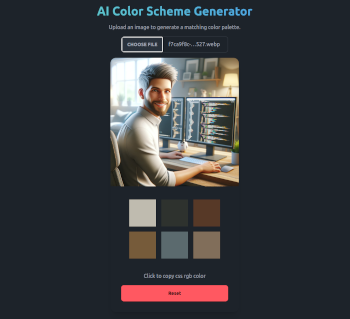 AI Color Scheme Generator
Upload an image to generate a matching color palette.
CHOOSE FILE f7ca9f8c-...527.webp
Click to copy css rgb color
Reset